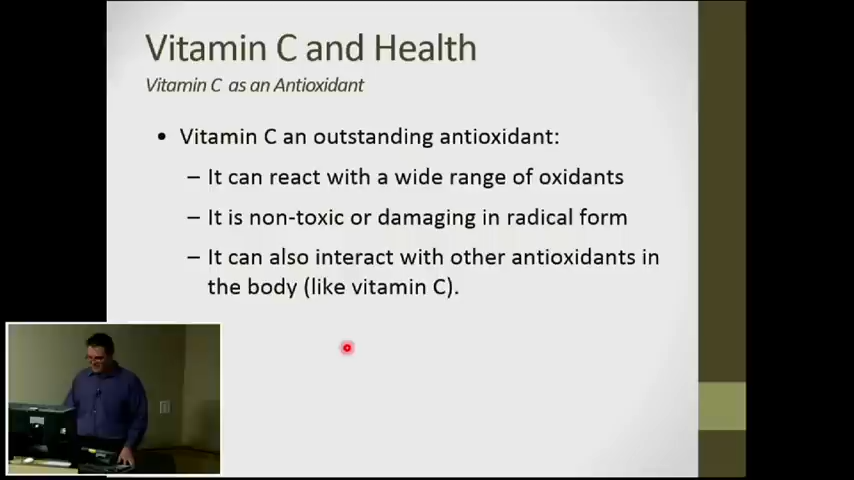 Vitamin C and Health
Vitamin C as an Antioxidant
• Vitamin C an outstanding antioxidant:
– It can react with a wide range of oxidants
– It is non-toxic or damaging in radical form
– It can also interact with other antioxidants in
the body (like vitamin C).